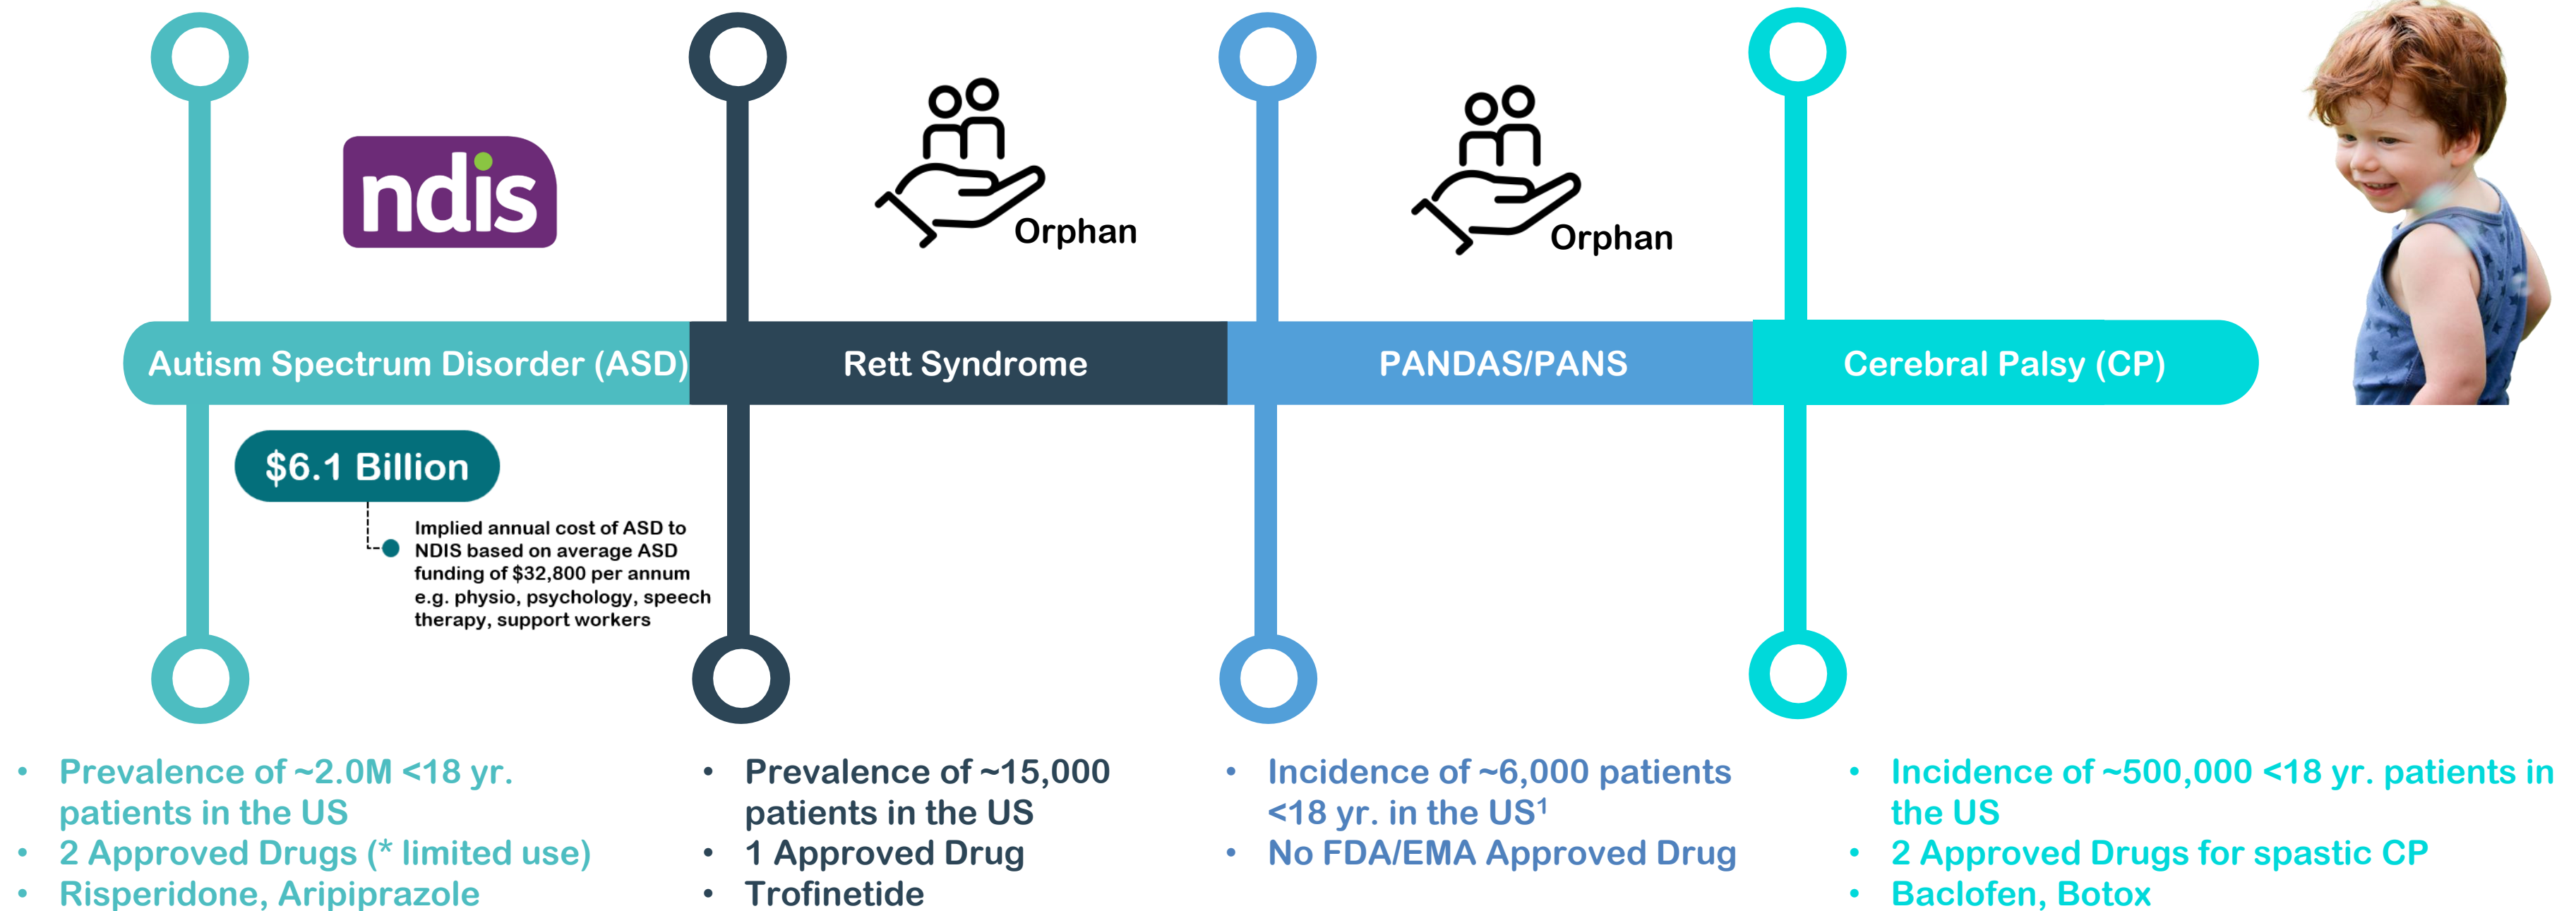 ndis
Orphan
Orphan
Autism Spectrum Disorder (ASD)
Rett Syndrome
PANDAS/PANS
Cerebral Palsy (CP)
$6.1 Billion
Implied annual cost of ASD to
NDIS based on average ASD
funding of $32,800 per annum
e.g. physio, psychology, speech
therapy, support workers
• Prevalence of ~2.0M <18 yr.
patients in the US
• 2 Approved Drugs (* limited use)
• Risperidone, Aripiprazole
• Prevalence of ~15,000
patients in the US
• 1 Approved Drug
• Trofinetide
• Incidence of ~6,000 patients
<18 yr. in the US¹
• No FDA/EMA Approved Drug
• Incidence of ~500,000 <18 yr. patients in
the US
• 2 Approved Drugs for spastic CP
• Baclofen, Botox